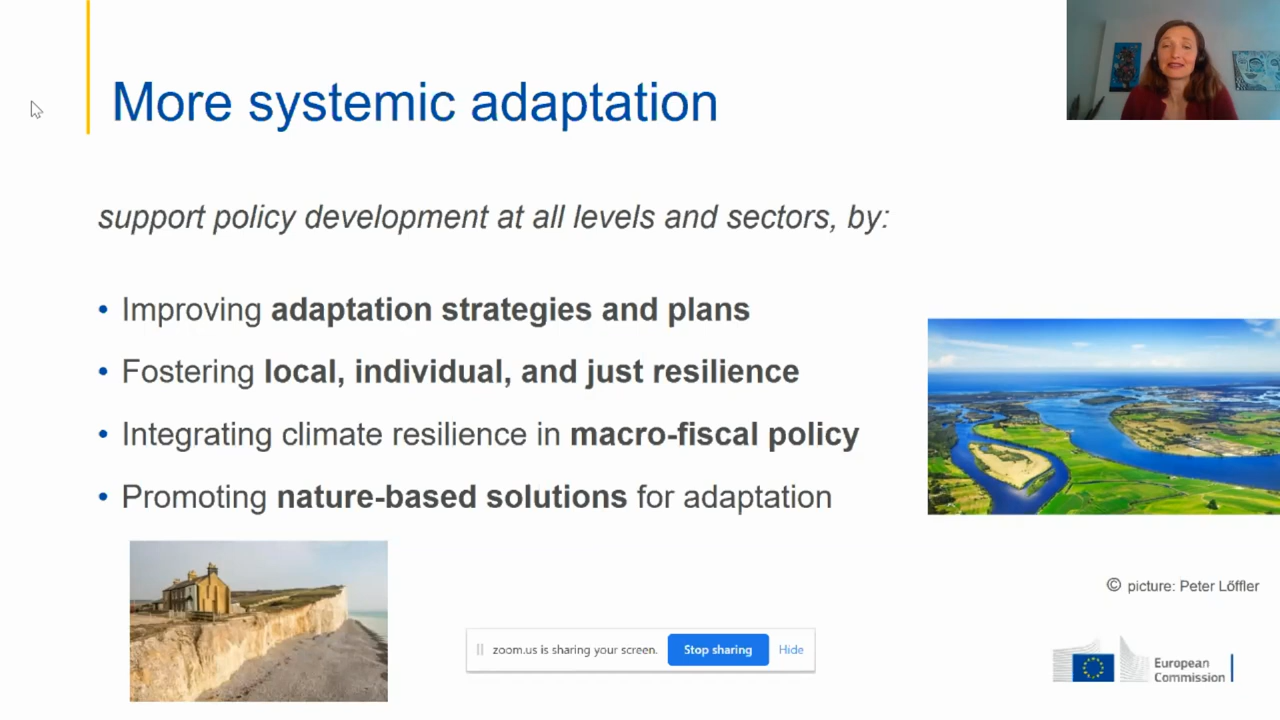 More systemic adaptation
support policy development at all levels and sectors, by:
• Improving adaptation strategies and plans
• Fostering local, individual, and just resilience
• Integrating climate resilience in macro-fiscal policy
• Promoting nature-based solutions for adaptation
© picture: Peter Löffler
zoom.us is sharing your screen.
Stop sharing
Hide
European
Commission